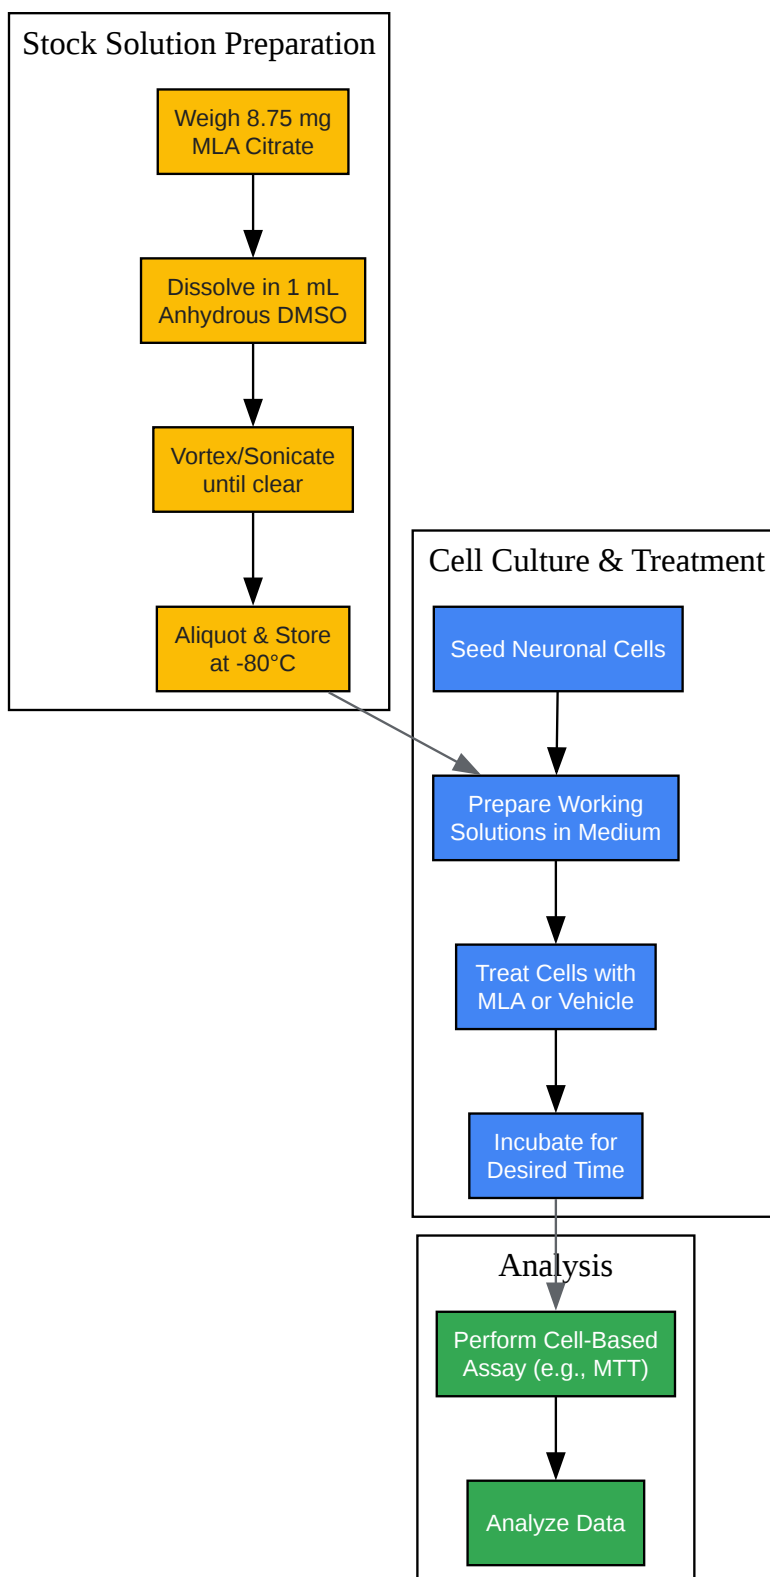 Stock Solution Preparation
Weigh 8.75 mg
MLA Citrate
Dissolve in 1 mL
Anhydrous DMSO
Vortex/Sonicate
until clear
Aliquot & Store
at -80°C
Cell Culture & Treatment
Seed Neuronal Cells
Prepare Working
Solutions in Medium
Treat Cells with
MLA or Vehicle
Incubate for
Desired Time
Analysis
Perform Cell-Based
Assay (e.g., MTT)
Analyze Data